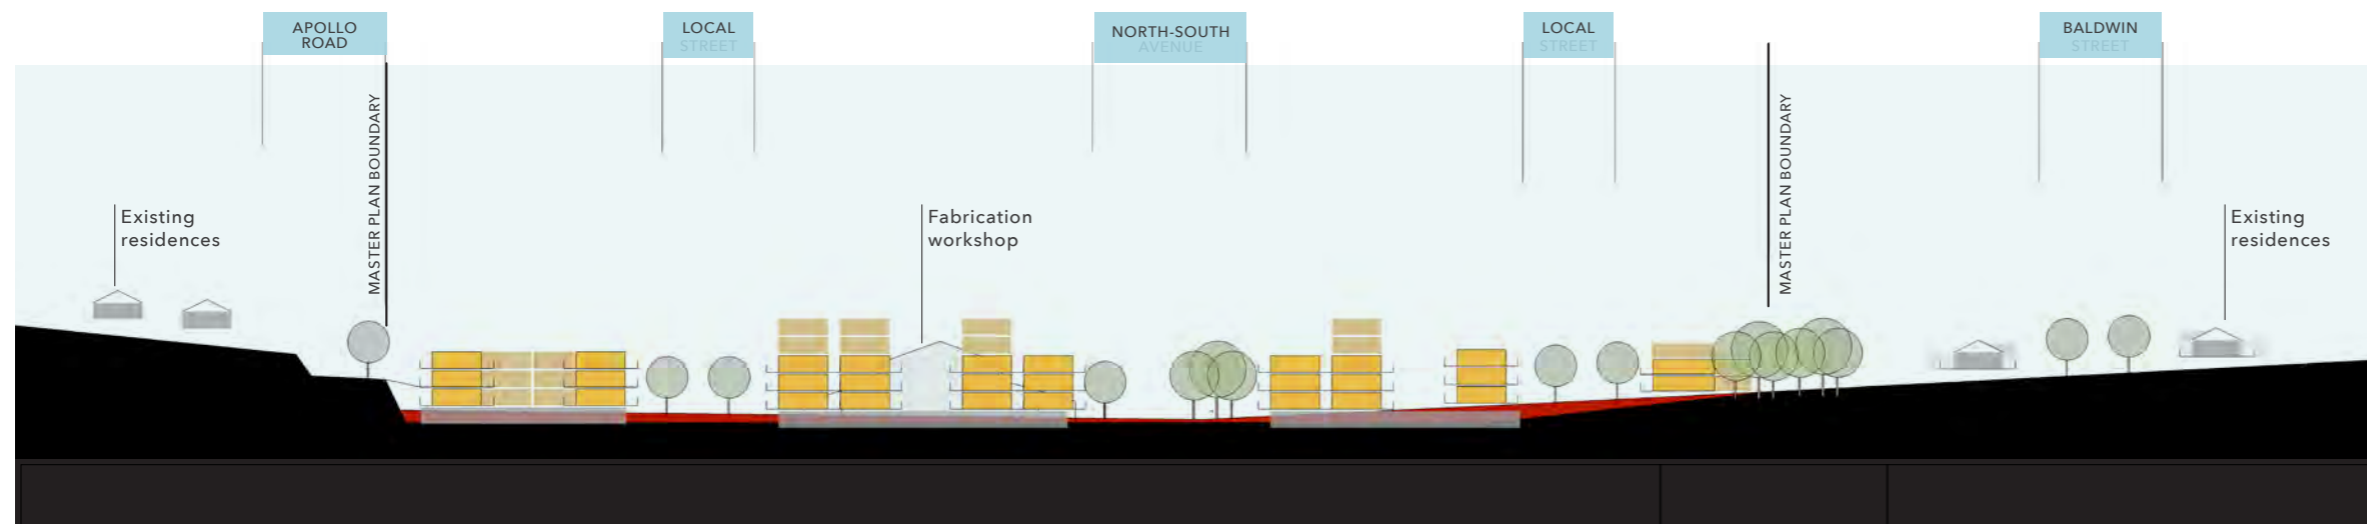 APOLLO
ROAD
LOCAL
STREET
NORTH-SOUTH
AVENUE
LOCAL
STREET
BALDWIN
STREET
MASTER PLAN BOUNDARY
MASTER PLAN BOUNDARY
Existing
residences
Fabrication
workshop
Existing
residences